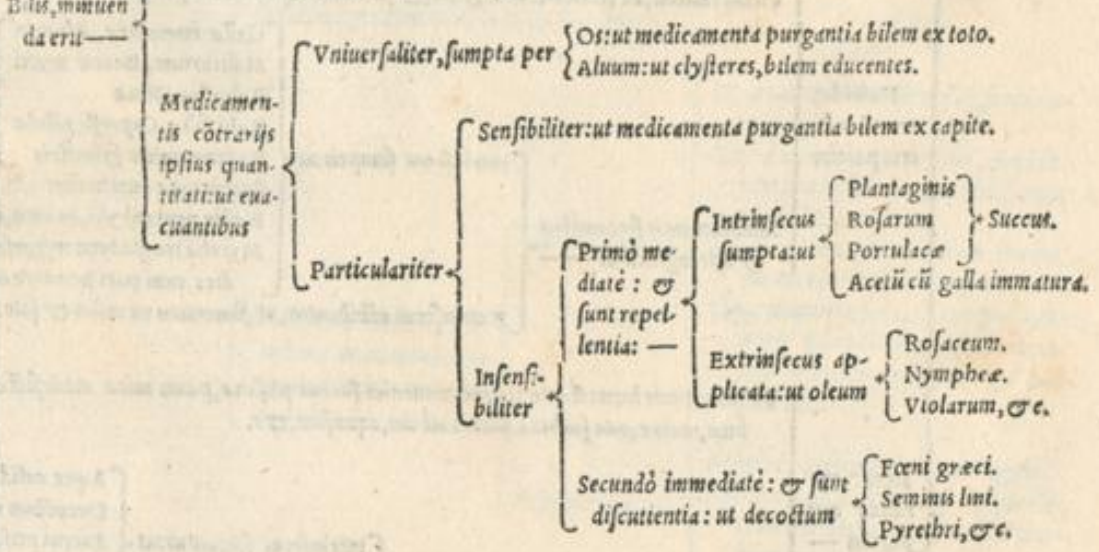 Bilis, minuen
da erit —
Medicamen-
tis cōtrarijs
ipsius quan-
titati: ut eua-
cuantibus
Vniuerſaliter, ſumpta per
Os: ut medicamenta purgantia bilem ex toto.
Aluum: ut clyſteres, bilem educentes.
Particulariter
Senſibiliter: ut medicamenta purgantia bilem ex capite.
Inſenſi-
biliter
Primò me-
diatè: &
ſunt repel-
lentia: —
Intrinſecus
ſumpta: ut
Plantaginis
Roſarum
Portulacæ
Succus.
Acetū cū galla immatura.
Extrinſecus ap-
plicata: ut oleum
Roſaceum.
Nympheæ.
Violarum, &c.
Secundò immediatè: & ſunt
diſcutientia: ut decoctum
Fœni græci.
Seminis lini.
Pyrethri, &c.